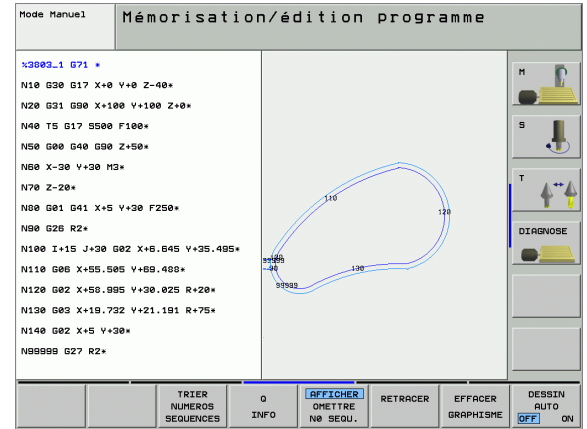 Mode Manuel
Mémorisation/édition programme
%3803_1 G71 *
N10 G30 G17 X+0 Y+0 Z-40*
N20 G31 G90 X+100 Y+100 Z+0*
N40 T5 G17 S500 F100*
N50 G00 G40 G90 Z+50*
N60 X-30 Y+30 M3*
N70 Z-20*
N80 G01 G41 X+5 Y+30 F250*
N90 G26 R2*
N100 I+15 J+30 G02 X+6.645 Y+35.495*
N110 G06 X+55.505 Y+69.488*
N120 G02 X+58.995 Y+30.025 R+20*
N130 G03 X+19.732 Y+21.191 R+75*
N140 G02 X+5 Y+30*
N99999 G27 R2*
110
120
130
90
99999
M
S
T
DIAGNOSE
TRIER
NUMEROS
SEQUENCES
Q
INFO
AFFICHER
OMETTRE
NØ SEQU.
RETRACER
EFFACER
GRAPHISME
DESSIN
AUTO
OFF ON